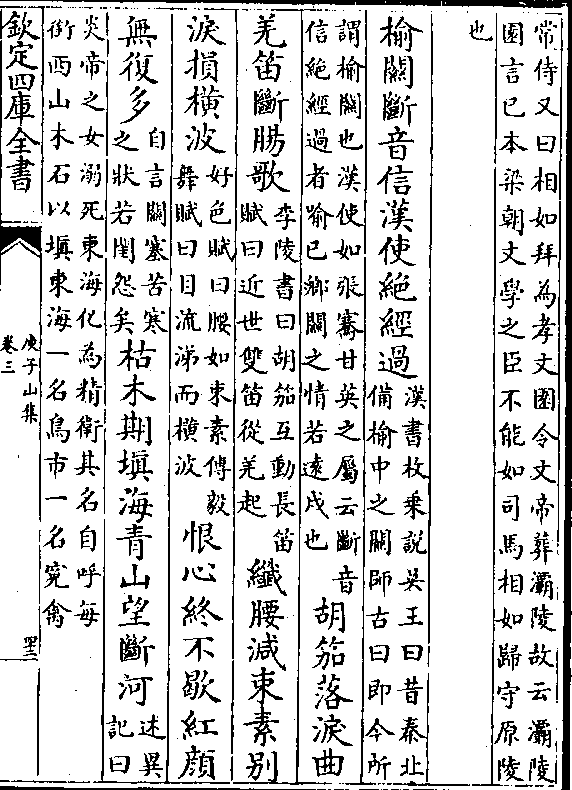 常侍又曰相如拜為孝文園令文帝葬灞陵故云灞陵
園言已本梁朝文學之臣不能如司馬相如歸守原陵
也
榆關斷音信漢使絶經過漢書枚乗說吴王曰昔秦北
備榆中之關師古曰即今所
謂榆關也漢使如張騫甘英之屬云斷音
信絶經過者喻已鄉關之情若逺戍也胡笳落淚曲
羌笛斷腸歌李陵書曰胡笳互動長笛
賦曰近世雙笛從羌起纎腰減束素别
淚損橫波好色賦曰腰如束素傅毅
舞賦曰目流涕而橫波恨心終不歇紅顔
無復多自言關塞苦寒
之狀若閨怨矣枯木期塡海青山望斷河述異
記曰
炎帝之女溺死東海化為精衛其名自呼每
銜西山木石以塡東海一名鳥市一名寃禽
欽定四庫全書
庾子山集
卷三
四三